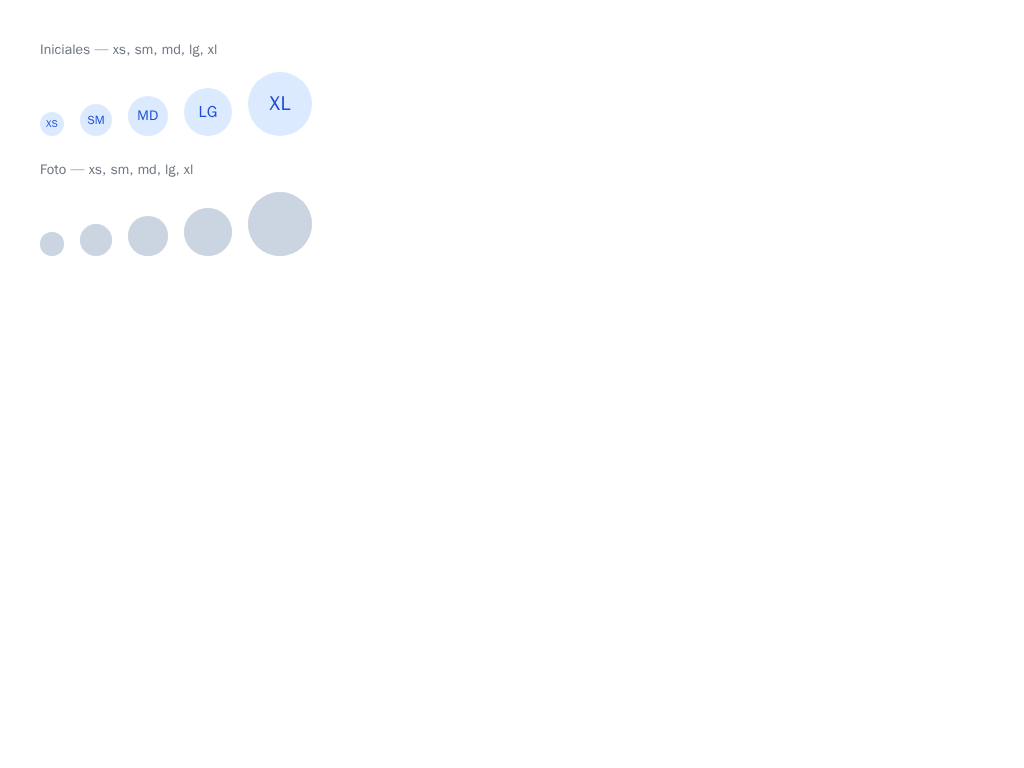 Iniciales — xs, sm, md, lg, xl
XS SM MD LG XL
Foto — xs, sm, md, lg, xl